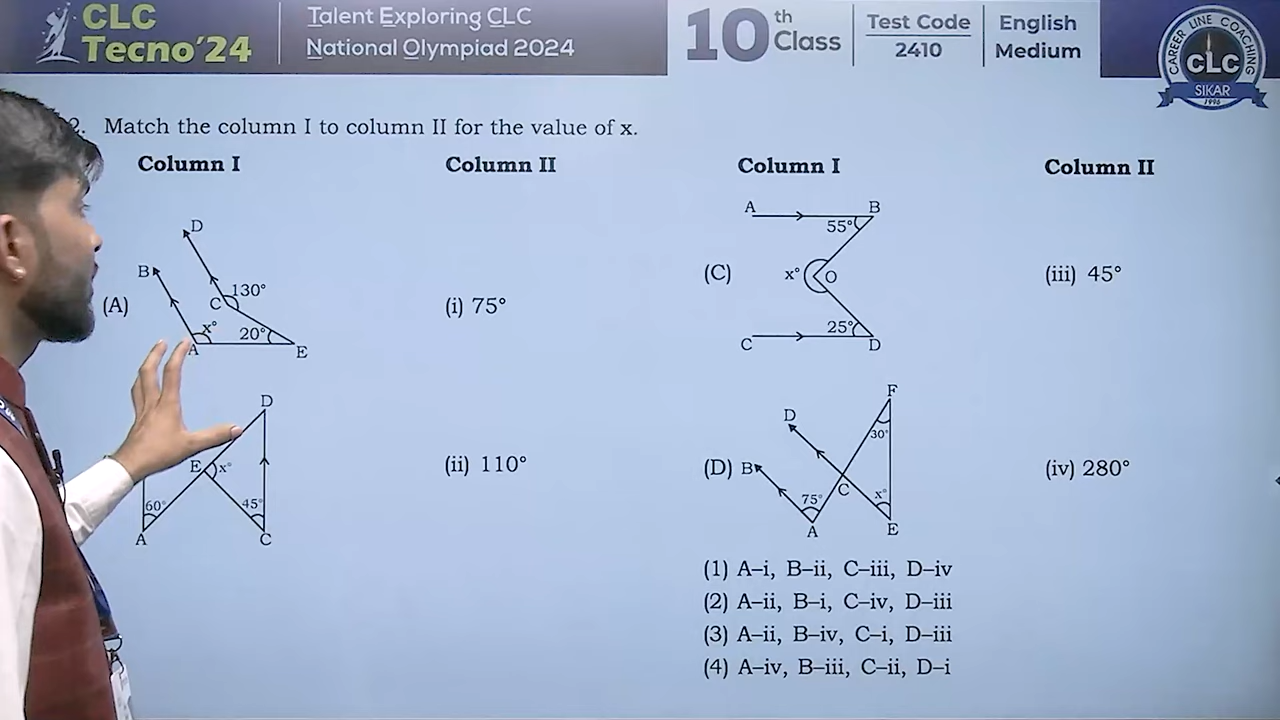 CLC
Tecno'24
Talent Exploring CLC
National Olympiad 2024
10th Class
Test Code
2410
English
Medium
CAREER LINE COACHING
CLC
SIKAR
1996
2. Match the column I to column II for the value of x.
Column I
Column II
(A)
D
B
C
130°
x°
20°
A
E
(i) 75°
D
E
x°
60°
45°
A
C
(ii) 110°
Column I
Column II
(C)
A
B
55°
x°
O
25°
C
D
(iii) 45°
(D)
F
D
30°
B
C
75°
x°
A
E
(iv) 280°
(1) A–i, B–ii, C–iii, D–iv
(2) A–ii, B–i, C–iv, D–iii
(3) A–ii, B–iv, C–i, D–iii
(4) A–iv, B–iii, C–ii, D–i